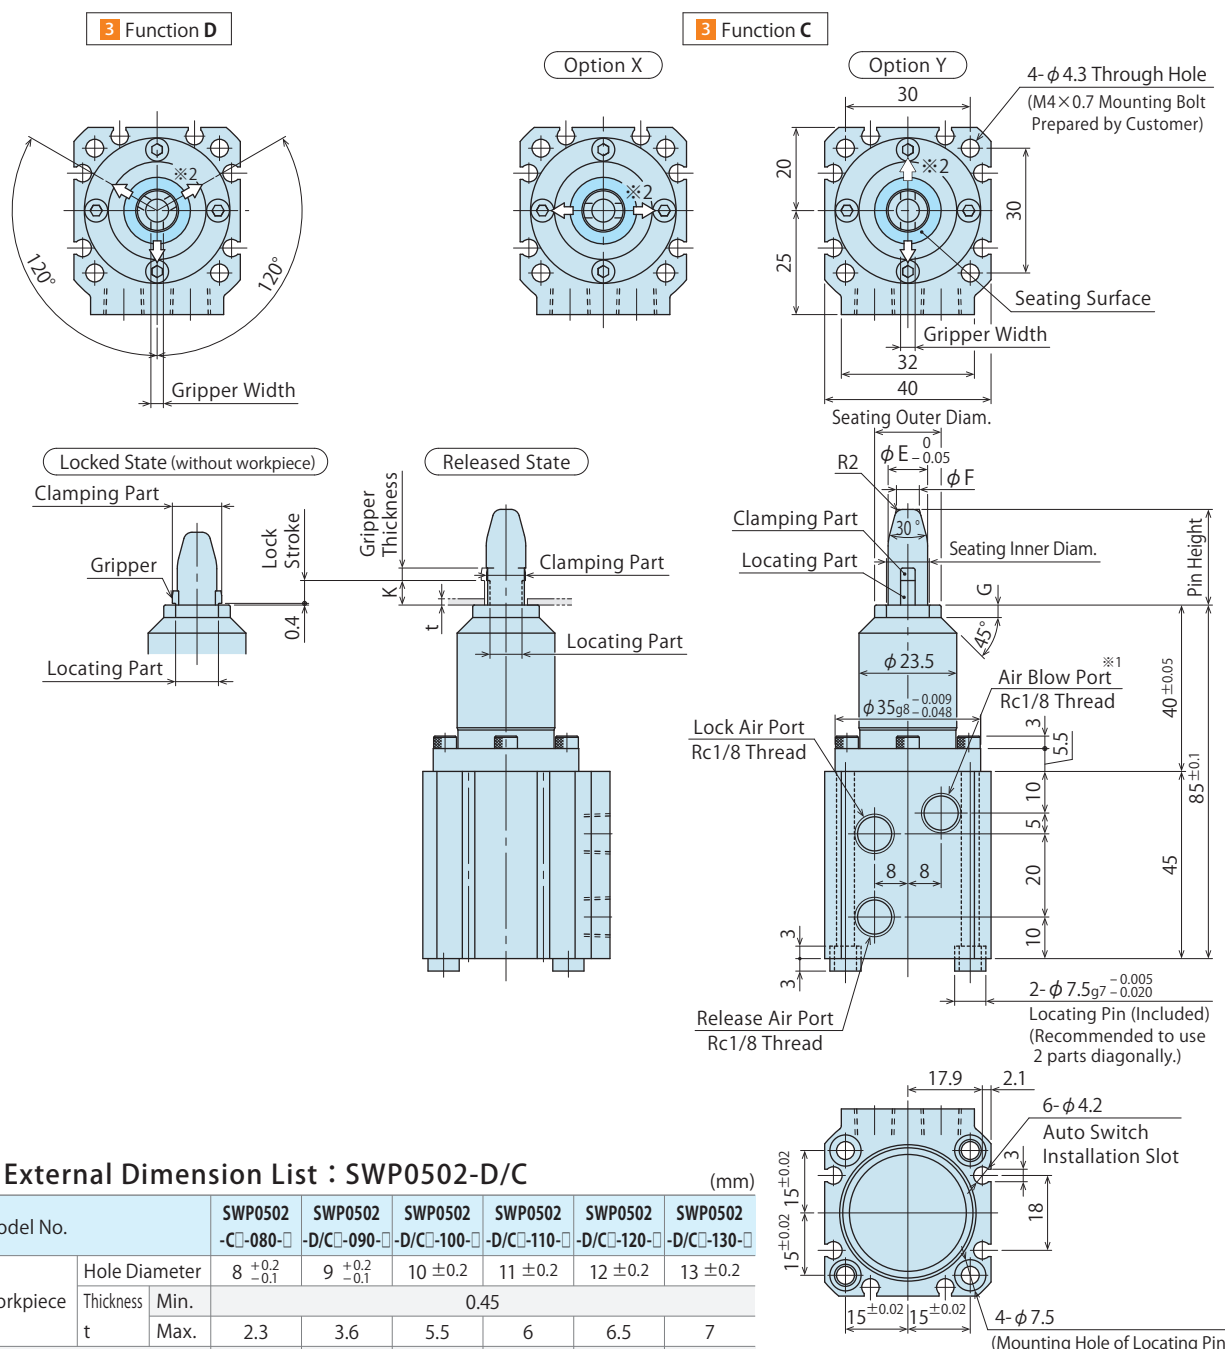 3 Function D
3 Function C
Option X
Option Y
4-φ4.3 Through Hole
(M4×0.7 Mounting Bolt
Prepared by Customer)
30
20
25
30
※2
※2
※2
120°
120°
Gripper Width
Seating Surface
Gripper Width
32
40
Seating Outer Diam.
Locked State (without workpiece)
Clamping Part
Gripper
Lock
Stroke
0.4
Locating Part
Released State
Gripper
Thickness
K
t
Clamping Part
Locating Part
φE 0 -0.05
R2
φF
30°
Clamping Part
Locating Part
Seating Inner Diam.
G
Pin Height
45°
φ23.5
Air Blow Port ※1
Rc1/8 Thread
φ35g8 -0.009 -0.048
Lock Air Port
Rc1/8 Thread
40±0.05
3
5.5
85±0.1
10
5
8
8
20
45
10
3
3
Release Air Port
Rc1/8 Thread
2-φ7.5g7 -0.005 -0.020
Locating Pin (Included)
(Recommended to use
2 parts diagonally.)
17.9
2.1
6-φ4.2
Auto Switch
Installation Slot
3
18
15±0.02
15±0.02
15±0.02
15±0.02
4-φ7.5
(Mounting Hole of Locating Pin
External Dimension List：SWP0502-D/C
(mm)
odel No.
SWP0502 -C□-080-□
SWP0502 -D/C□-090-□
SWP0502 -D/C□-100-□
SWP0502 -D/C□-110-□
SWP0502 -D/C□-120-□
SWP0502 -D/C□-130-□
orkpiece
Hole Diameter 8 +0.2 -0.1 9 +0.2 -0.1 10 ±0.2 11 ±0.2 12 ±0.2 13 ±0.2
Thickness t
Min. 0.45
Max. 2.3 3.6 5.5 6 6.5 7